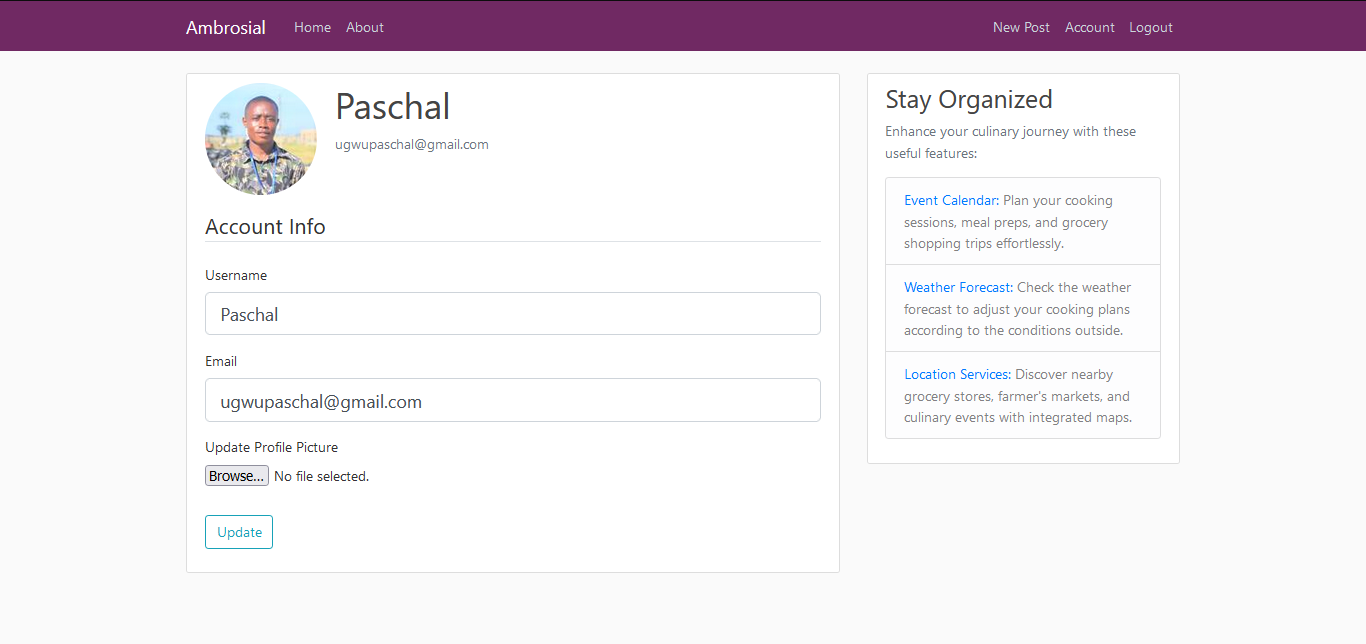 Ambrosial Home About New Post Account Logout
Paschal
ugwupaschal@gmail.com
Account Info
Username
Paschal
Email
ugwupaschal@gmail.com
Update Profile Picture
Browse... No file selected.
Update
Stay Organized
Enhance your culinary journey with these
useful features:
Event Calendar: Plan your cooking
sessions, meal preps, and grocery
shopping trips effortlessly.
Weather Forecast: Check the weather
forecast to adjust your cooking plans
according to the conditions outside.
Location Services: Discover nearby
grocery stores, farmer's markets, and
culinary events with integrated maps.